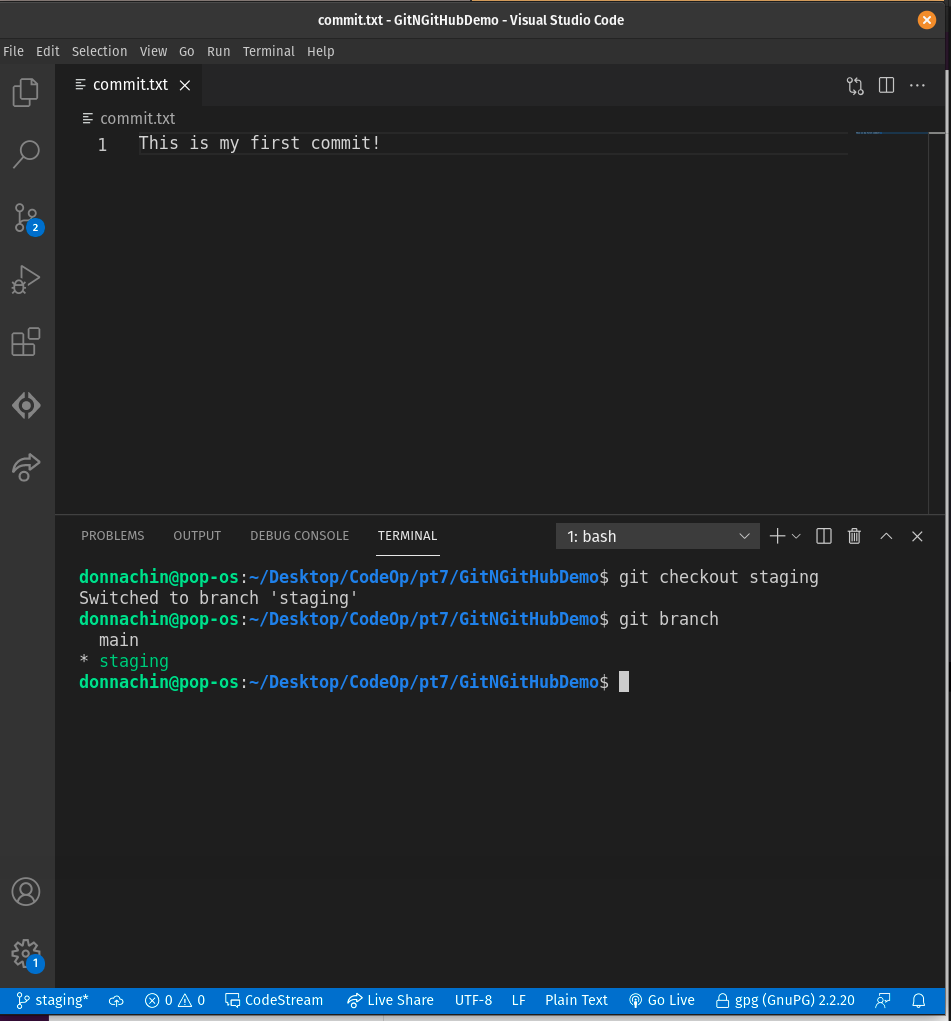 commit.txt - GitNGitHubDemo - Visual Studio Code
File Edit Selection View Go Run Terminal Help
commit.txt
commit.txt
1 This is my first commit!
2
PROBLEMS OUTPUT DEBUG CONSOLE TERMINAL 1: bash
donnachin@pop-os:~/Desktop/CodeOp/pt7/GitNGitHubDemo$ git checkout staging
Switched to branch 'staging'
donnachin@pop-os:~/Desktop/CodeOp/pt7/GitNGitHubDemo$ git branch
  main
* staging
donnachin@pop-os:~/Desktop/CodeOp/pt7/GitNGitHubDemo$
1
staging* 0 0 CodeStream Live Share UTF-8 LF Plain Text Go Live gpg (GnuPG) 2.2.20